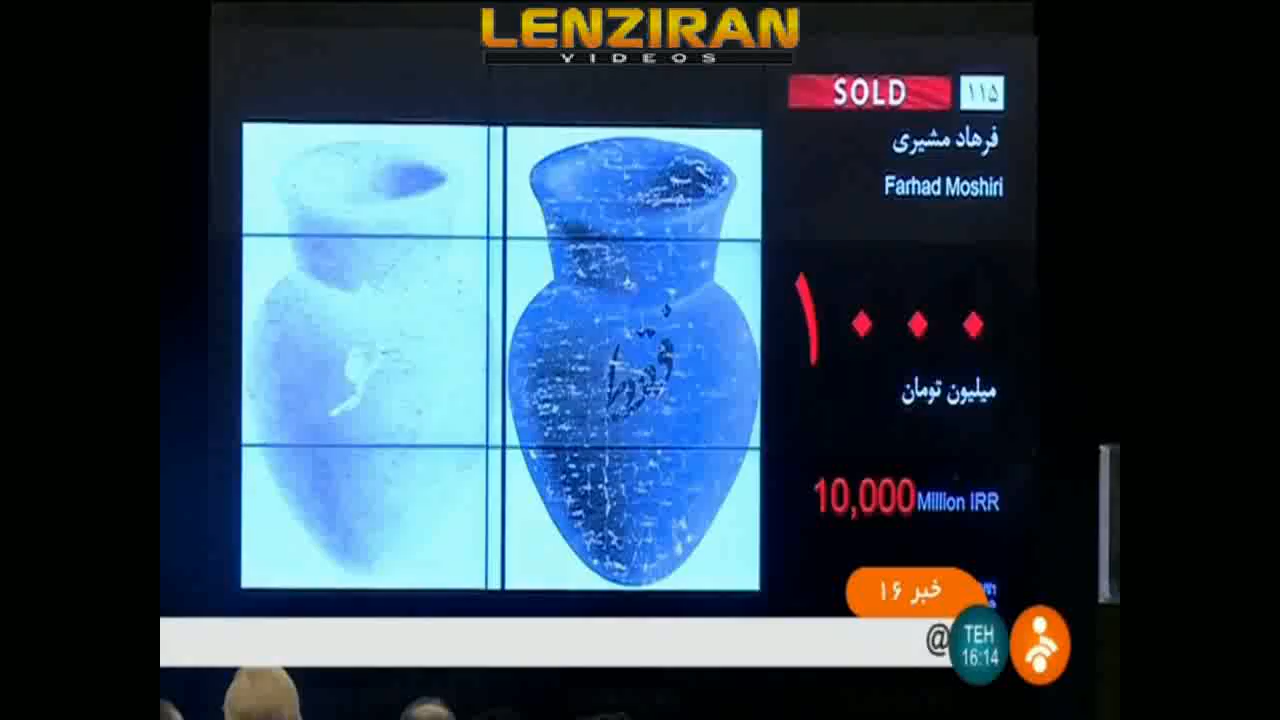 LENZIRAN
VIDEOS
SOLD
۱۱۵
فرهاد مشیری
Farhad Moshiri
۱۰۰۰
میلیون تومان
10,000 Million IRR
خبر ۱۶
@
TEH
16:14